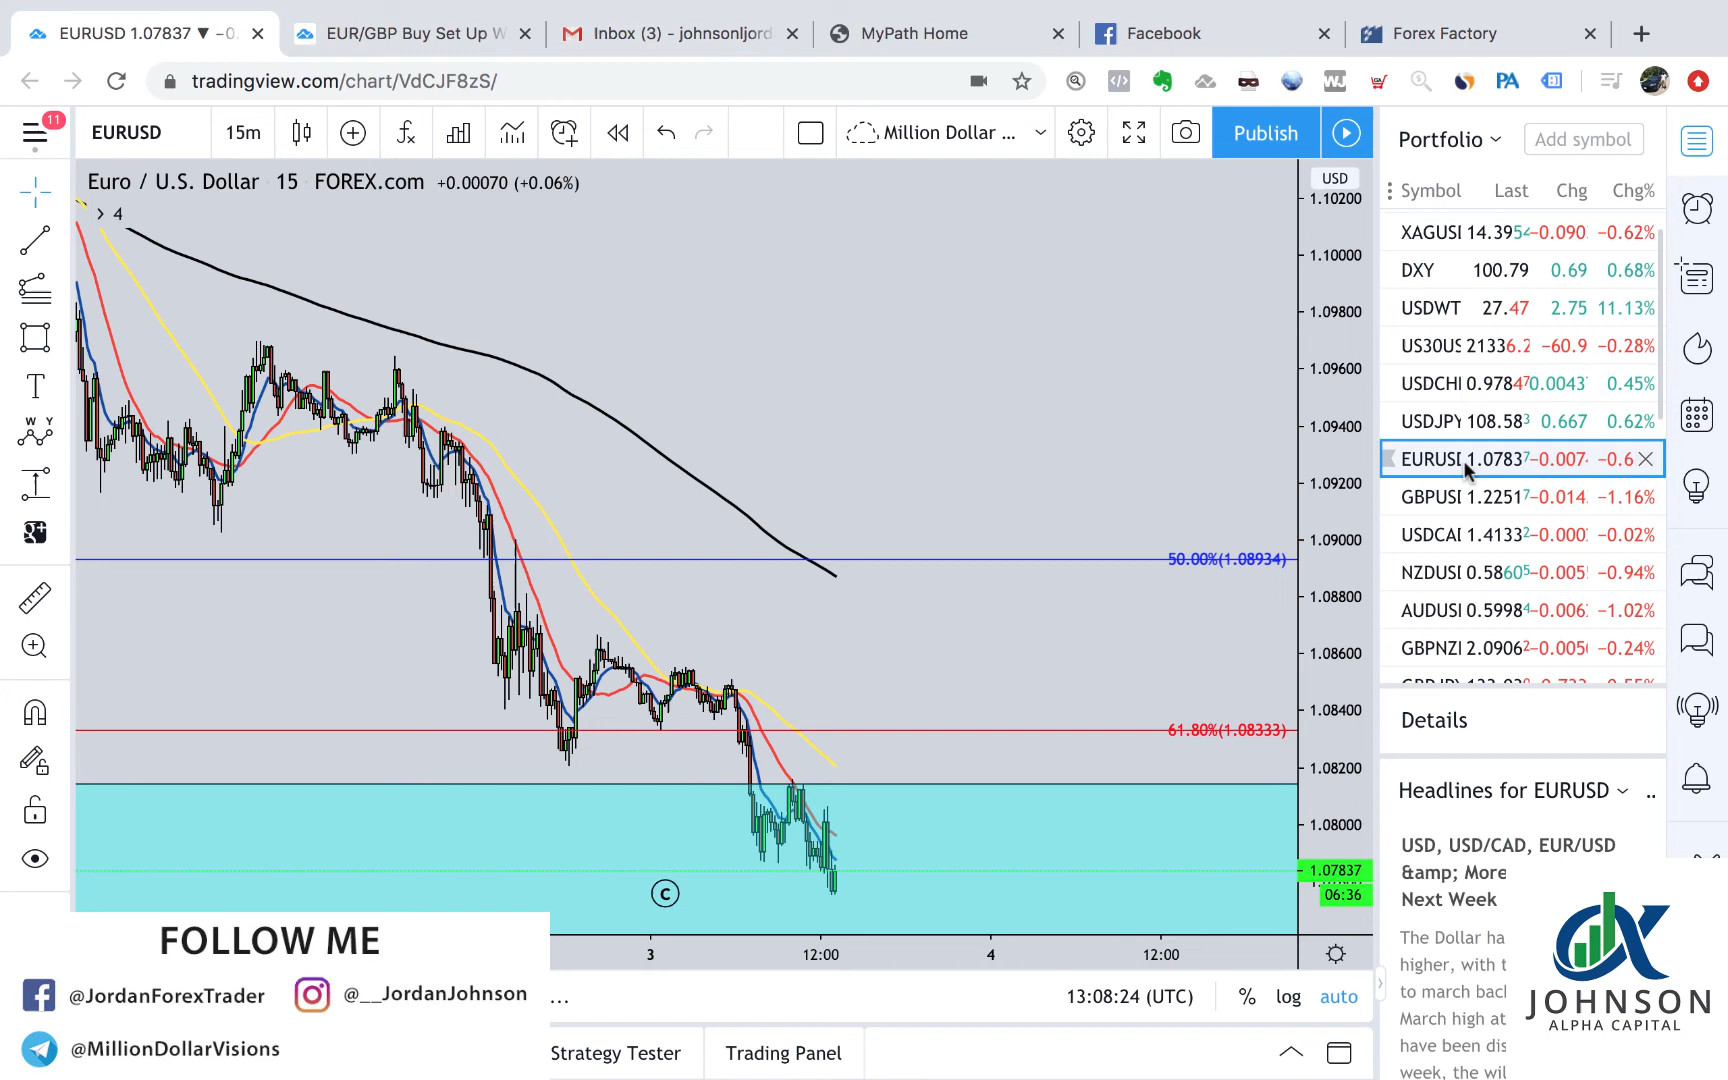 EURUSD 1.07837 ▼ −0.
EUR/GBP Buy Set Up W
Inbox (3) - johnsonljord
MyPath Home
Facebook
Forex Factory
tradingview.com/chart/VdCJF8zS/
11
EURUSD
15m
Million Dollar ...
Publish
Portfolio
Add symbol
Euro / U.S. Dollar 15 FOREX.com +0.00070 (+0.06%)
4
USD
1.10200
1.10000
1.09800
1.09600
1.09400
1.09200
1.09000
1.08800
1.08600
1.08400
1.08200
1.08000
1.07837
06:36
50.00%(1.08934)
61.80%(1.08333)
C
Symbol Last Chg Chg%
XAGUSI 14.3954 −0.090 −0.62%
DXY 100.79 0.69 0.68%
USDWT 27.47 2.75 11.13%
US30US 21336.2 −60.9 −0.28%
USDCHI 0.97847 0.0043 0.45%
USDJPY 108.583 0.667 0.62%
EURUSI 1.07837 −0.007 −0.6
GBPUSI 1.22517 −0.014 −1.16%
USDCAI 1.41332 −0.000 −0.02%
NZDUSI 0.58605 −0.005 −0.94%
AUDUSI 0.59984 −0.006 −1.02%
GBPNZI 2.09062 −0.005 −0.24%
Details
Headlines for EURUSD
..
USD, USD/CAD, EUR/USD
&amp; More
Next Week
The Dollar ha
higher, with t
to march bac
March high at
have been dis
week, the wil
3
12:00
4
12:00
13:08:24 (UTC)
%
log
auto
...
Strategy Tester
Trading Panel
FOLLOW ME
@JordanForexTrader
@__JordanJohnson
@MillionDollarVisions
JOHNSON
ALPHA CAPITAL